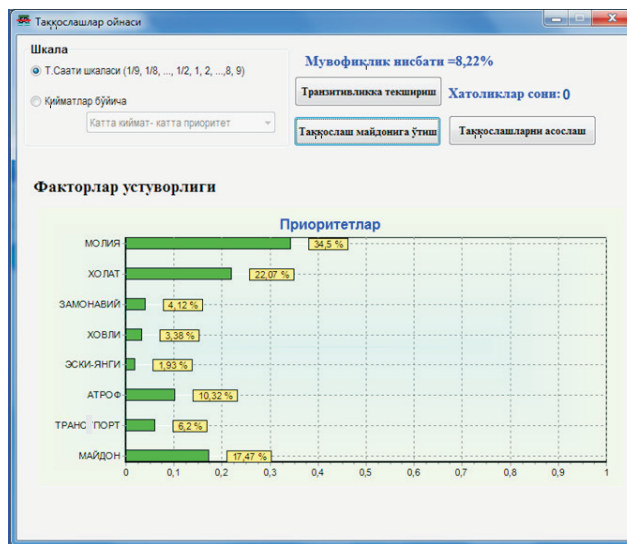 Таққослашлар ойнаси
Шкала
Т.Саати шкаласи (1/9, 1/8, ..., 1/2, 1, 2, ...,8, 9)
Қийматлар бўйича
Катта киймат- катта приоритет
Мувофиқлик нисбати =8,22%
Транзитивликка текшириш
Хатоликлар сони: 0
Таққослаш майдонига ўтиш
Таққослашларни асослаш
Факторлар устуворлиги
Приоритетлар
МОЛИЯ 34,5 %
ХОЛАТ 22,07 %
ЗАМОНАВИЙ 4,12 %
ХОВЛИ 3,38 %
ЭСКИ-ЯНГИ 1,93 %
АТРОФ 10,32 %
ТРАНС ПОРТ 6,2 %
МАЙДОН 17,47 %
0 0,1 0,2 0,3 0,4 0,5 0,6 0,7 0,8 0,9 1